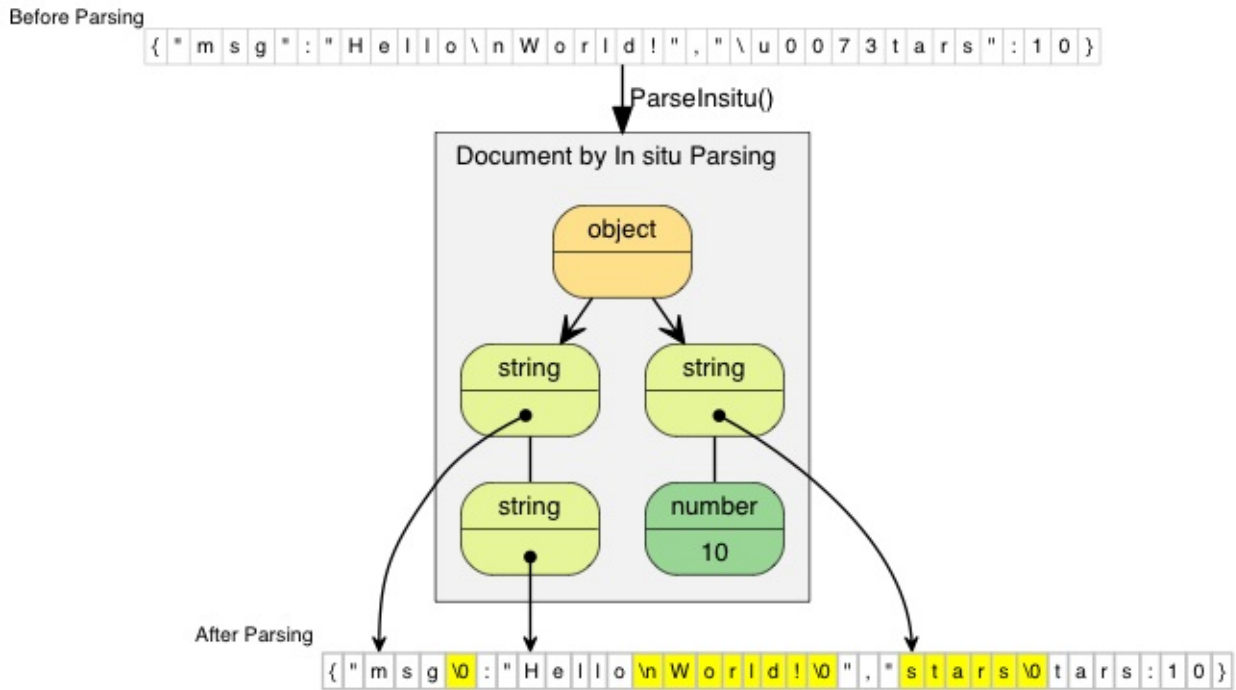 Before Parsing
{ " m s g " : " H e l l o \ n W o r l d ! " , " \ u 0 0 7 3 t a r s " : 1 0 }
ParseInsitu()
Document by In situ Parsing
object
string string
string number
10
After Parsing
{ " m s g \0 : " H e l l o \n W o r l d ! \0 " , " s t a r s \0 t a r s : 1 0 }